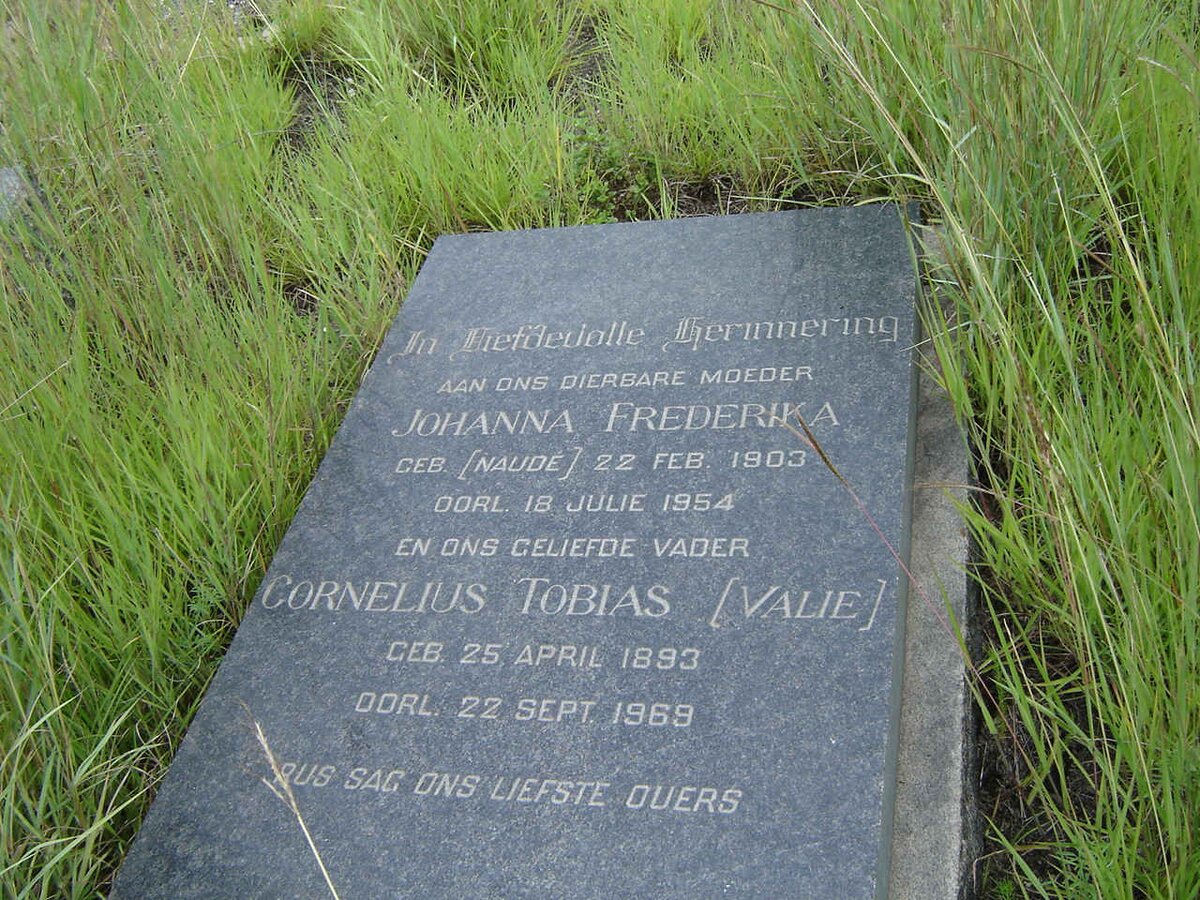 In Liefdevolle Herinnering
AAN ONS DIERBARE MOEDER
JOHANNA FREDERIKA
GEB. [NAUDE] 22 FEB. 1903
OORL. 18 JULIE 1954
EN ONS GELIEFDE VADER
CORNELIUS TOBIAS [VALIE]
GEB. 25 APRIL 1893
OORL. 22 SEPT. 1969
RUS SAG ONS LIEFSTE OUERS